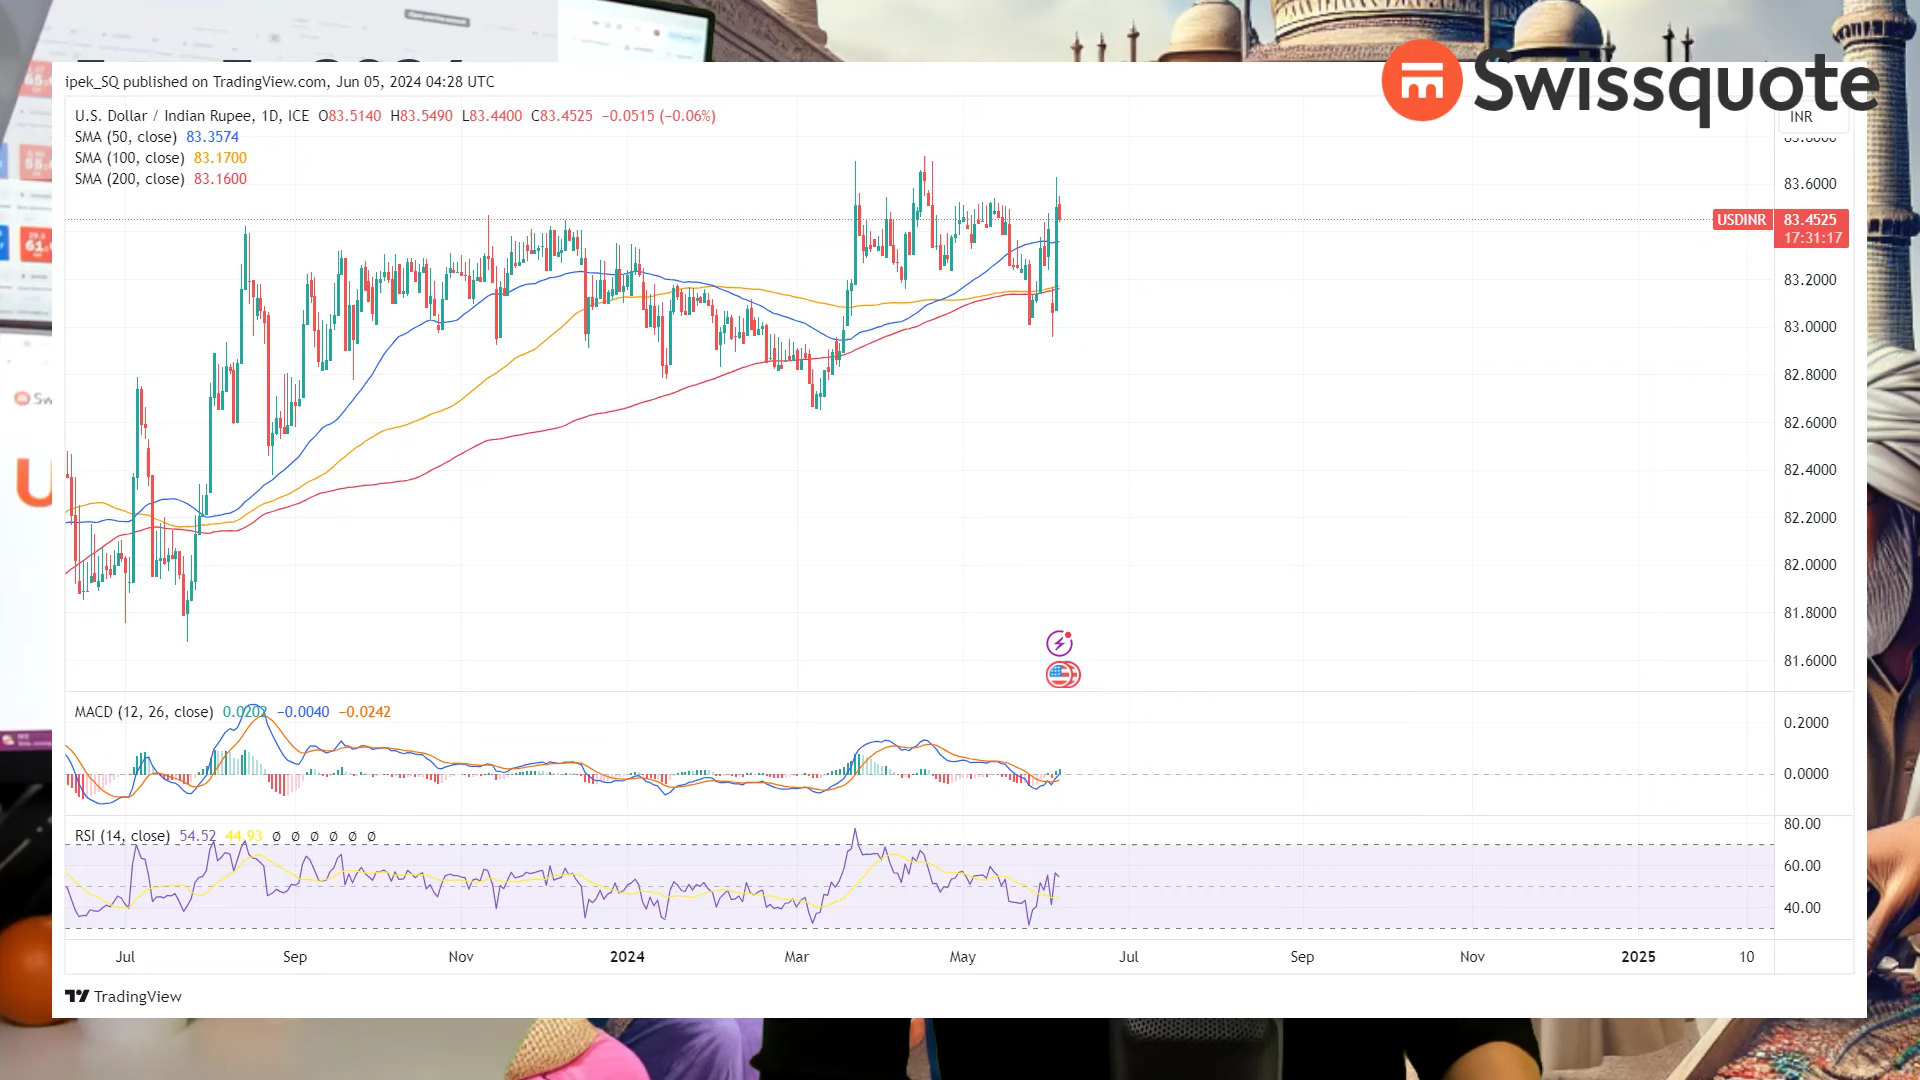 Swissquote
ipek_SQ published on TradingView.com, Jun 05, 2024 04:28 UTC
U.S. Dollar / Indian Rupee, 1D, ICE O83.5140 H83.5490 L83.4400 C83.4525 −0.0515 (−0.06%)
INR
SMA (50, close) 83.3574
83.8000
SMA (100, close) 83.1700
SMA (200, close) 83.1600
83.6000
USDINR 83.4525
17:31:17
83.2000
83.0000
82.8000
82.6000
82.4000
82.2000
82.0000
81.8000
81.6000
MACD (12, 26, close) 0.0202 −0.0040 −0.0242
0.2000
0.0000
RSI (14, close) 54.52 44.93 ∅ ∅ ∅ ∅ ∅ ∅
80.00
60.00
40.00
Jul Sep Nov 2024 Mar May Jul Sep Nov 2025 10
TradingView